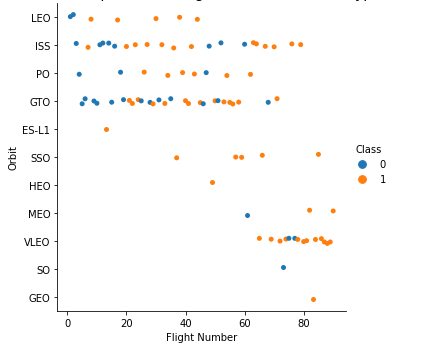 LEO
ISS
PO
GTO
ES-L1
SSO
HEO
MEO
VLEO
SO
GEO
Orbit
0 20 40 60 80
Flight Number
Class
0
1